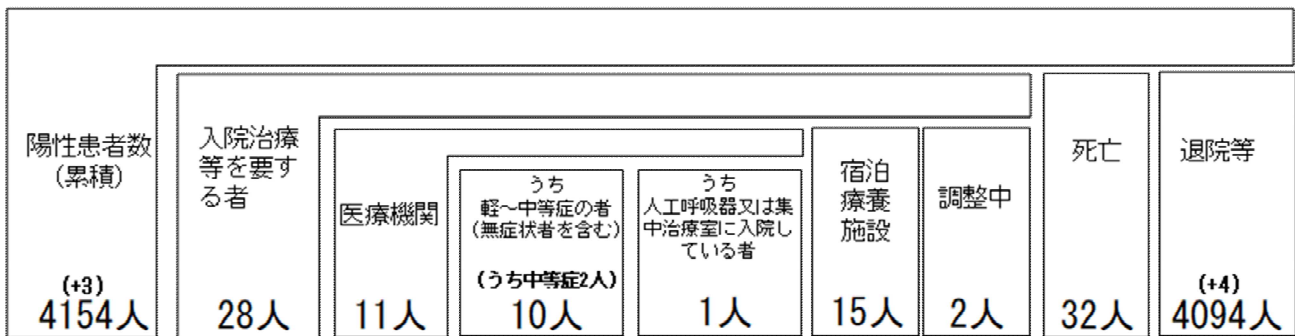 陽性患者数
(累積)
(+3)
4154人
入院治療
等を要す
る者
28人
医療機関
11人
うち
軽～中等症の者
(無症状者を含む)
(うち中等症2人)
10人
うち
人工呼吸器又は集
中治療室に入院し
ている者
1人
宿泊
療養
施設
15人
調整中
2人
死亡
32人
退院等
(+4)
4094人